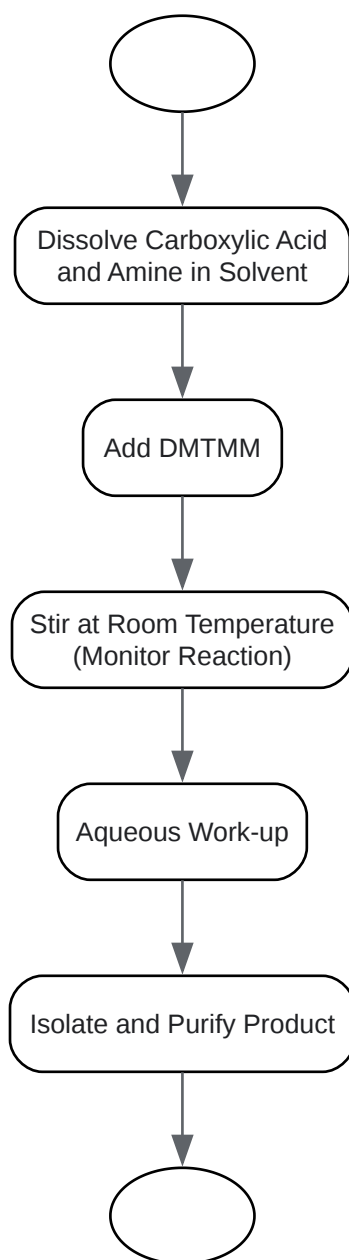 Dissolve Carboxylic Acid
and Amine in Solvent
Add DMTMM
Stir at Room Temperature
(Monitor Reaction)
Aqueous Work-up
Isolate and Purify Product